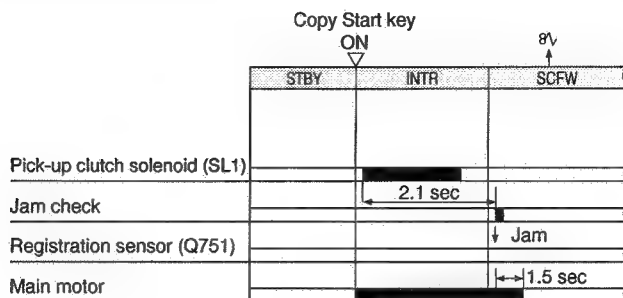 Copy Start key
ON
STBY INTR SCFW
Pick-up clutch solenoid (SL1)
2.1 sec
Jam check
Jam
Registration sensor (Q751)
1.5 sec
Main motor